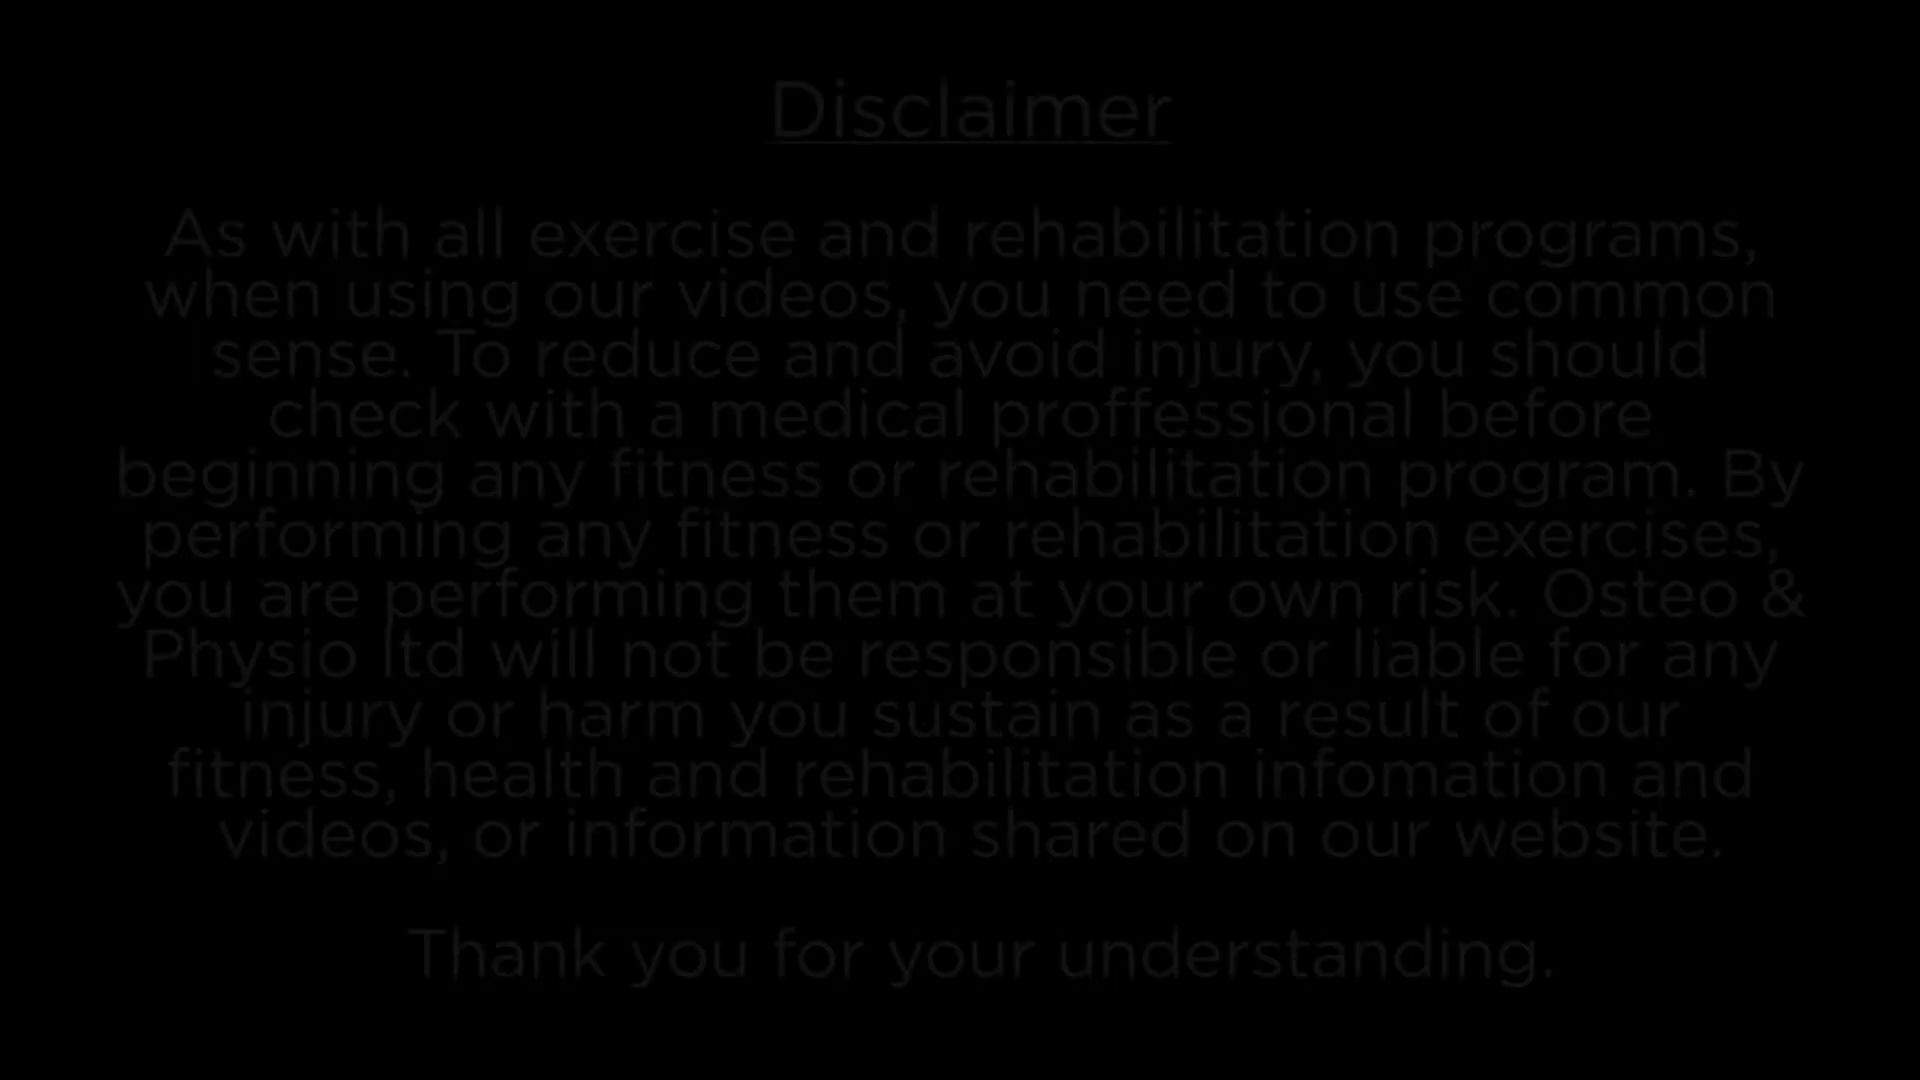 Disclaimer
As with all exercise and rehabilitation programs,
when using our videos, you need to use common
sense. To reduce and avoid injury, you should
check with a medical proffessional before
beginning any fitness or rehabilitation program. By
performing any fitness or rehabilitation exercises,
you are performing them at your own risk. Osteo &
Physio ltd will not be responsible or liable for any
injury or harm you sustain as a result of our
fitness, health and rehabilitation infomation and
videos, or information shared on our website.
Thank you for your understanding.